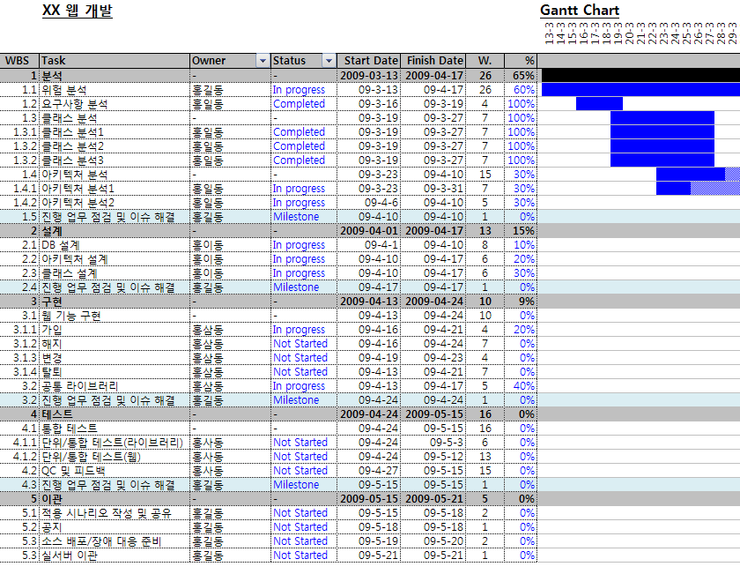 XX 웹 개발
Gantt Chart
13-3 14-3 15-3 16-3 17-3 18-3 19-3 20-3 21-3 22-3 23-3 24-3 25-3 26-3 27-3 28-3 29-3
WBS Task Owner Status Start Date Finish Date W. %
1 분석 - - 2009-03-13 2009-04-17 26 65%
1.1 위험 분석 홍길동 In progress 09-3-13 09-4-17 26 60%
1.2 요구사항 분석 홍일동 Completed 09-3-16 09-3-19 4 100%
1.3 클래스 분석 - - 09-3-19 09-3-27 7 100%
1.3.1 클래스 분석1 홍일동 Completed 09-3-19 09-3-27 7 100%
1.3.2 클래스 분석2 홍일동 Completed 09-3-19 09-3-27 7 100%
1.3.2 클래스 분석3 홍일동 Completed 09-3-19 09-3-27 7 100%
1.4 아키텍처 분석 - - 09-3-23 09-4-10 15 30%
1.4.1 아키텍처 분석1 홍일동 In progress 09-3-23 09-3-31 7 30%
1.4.2 아키텍처 분석2 홍일동 In progress 09-4-6 09-4-10 5 30%
1.5 진행 업무 점검 및 이슈 해결 홍길동 Milestone 09-4-10 09-4-10 1 0%
2 설계 - - 2009-04-01 2009-04-17 13 15%
2.1 DB 설계 홍이동 In progress 09-4-1 09-4-10 8 10%
2.2 아키텍처 설계 홍이동 In progress 09-4-10 09-4-17 6 20%
2.3 클래스 설계 홍이동 In progress 09-4-10 09-4-17 6 30%
2.4 진행 업무 점검 및 이슈 해결 홍길동 Milestone 09-4-17 09-4-17 1 0%
3 구현 - - 2009-04-13 2009-04-24 10 9%
3.1 웹 기능 구현 - - 09-4-13 09-4-24 10 0%
3.1.1 가입 홍삼동 In progress 09-4-16 09-4-21 4 20%
3.1.2 해지 홍삼동 Not Started 09-4-16 09-4-24 7 0%
3.1.3 변경 홍삼동 Not Started 09-4-19 09-4-23 4 0%
3.1.4 탈퇴 홍삼동 Not Started 09-4-13 09-4-21 7 0%
3.2 공통 라이브러리 홍삼동 In progress 09-4-13 09-4-17 5 40%
3.2 진행 업무 점검 및 이슈 해결 홍길동 Milestone 09-4-24 09-4-24 1 0%
4 테스트 - - 2009-04-24 2009-05-15 16 0%
4.1 통합 테스트 - - 09-4-24 09-5-15 16 0%
4.1.1 단위/통합 테스트(라이브러리) 홍사동 Not Started 09-4-24 09-5-3 6 0%
4.1.2 단위/통합 테스트(웹) 홍사동 Not Started 09-4-24 09-5-12 13 0%
4.2 QC 및 피드백 홍사동 Not Started 09-4-27 09-5-15 15 0%
4.3 진행 업무 점검 및 이슈 해결 홍길동 Milestone 09-5-15 09-5-15 1 0%
5 이관 - - 2009-05-15 2009-05-21 5 0%
5.1 적용 시나리오 작성 및 공유 홍길동 Not Started 09-5-15 09-5-18 2 0%
5.2 공지 홍길동 Not Started 09-5-18 09-5-18 1 0%
5.3 소스 배포/장애 대응 준비 홍길동 Not Started 09-5-19 09-5-20 2 0%
5.3 실서버 이관 홍길동 Not Started 09-5-21 09-5-21 1 0%